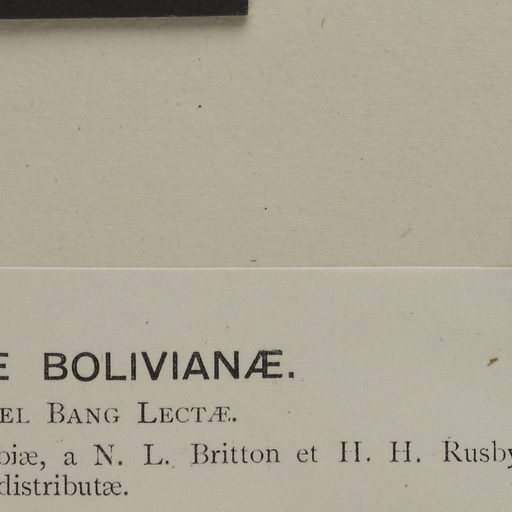 E BOLIVIANÆ.
EL BANG LECTÆ.
biæ, a N. L. Britton et H. H. Rusby
distributæ.